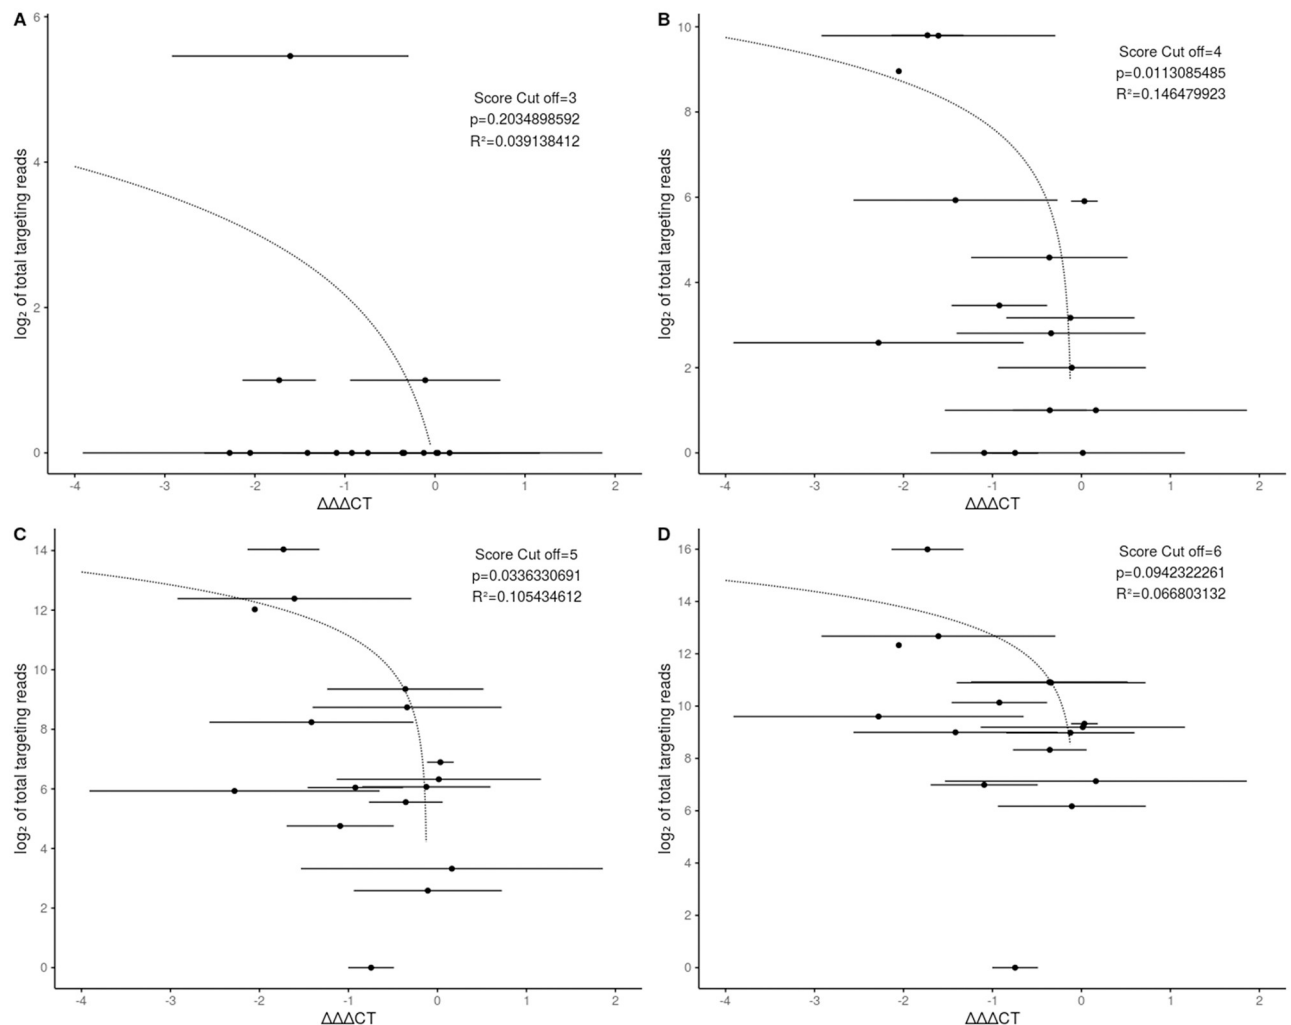 A
6
4
2
0
log₂ of total targeting reads
Score Cut off=3
p=0.2034898592
R²=0.039138412
-4 -3 -2 -1 0 1 2
ΔΔΔCT
B
10
8
6
4
2
0
log₂ of total targeting reads
Score Cut off=4
p=0.0113085485
R²=0.146479923
-4 -3 -2 -1 0 1 2
ΔΔΔCT
C
14
12
10
8
6
4
2
0
log₂ of total targeting reads
Score Cut off=5
p=0.0336330691
R²=0.105434612
-4 -3 -2 -1 0 1 2
ΔΔΔCT
D
16
14
12
10
8
6
4
2
0
log₂ of total targeting reads
Score Cut off=6
p=0.0942322261
R²=0.066803132
-4 -3 -2 -1 0 1 2
ΔΔΔCT